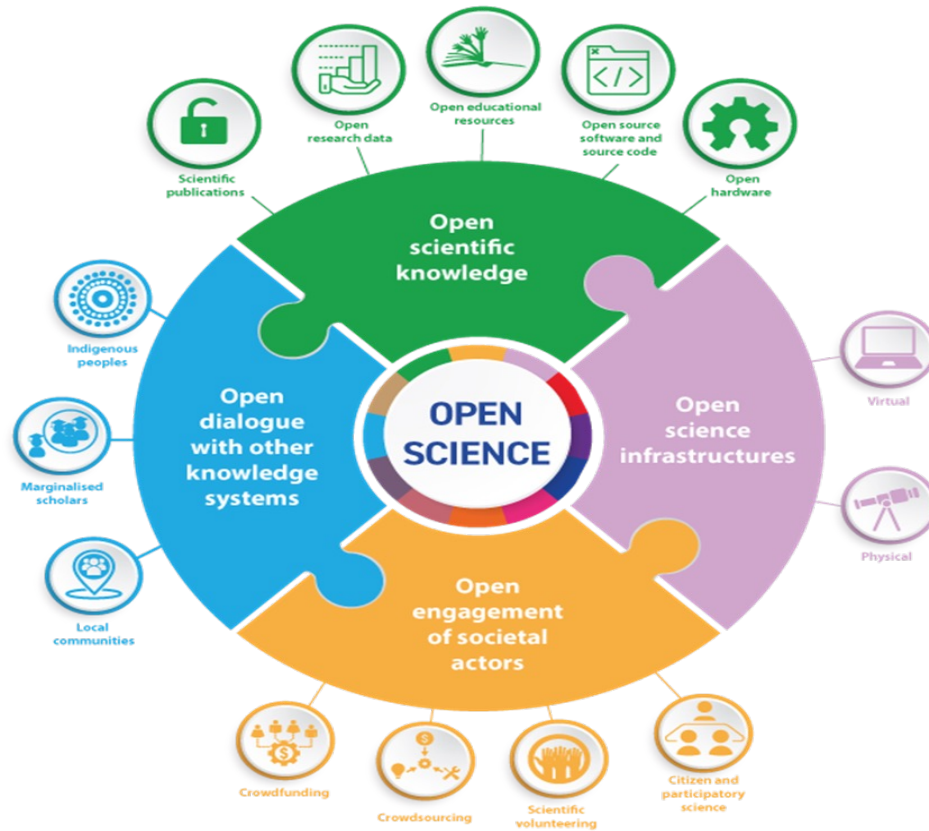 Scientific
publications
Open
research data
Open educational
resources
Open source
software and
source code
</>
Open
hardware
Open
scientific
knowledge
Indigenous
peoples
Marginalised
scholars
Local
communities
Open
dialogue
with other
knowledge
systems
OPEN
SCIENCE
Open
science
infrastructures
Virtual
Physical
Open
engagement
of societal
actors
$
Crowdfunding
$
Crowdsourcing
Scientific
volunteering
Citizen and
participatory
science